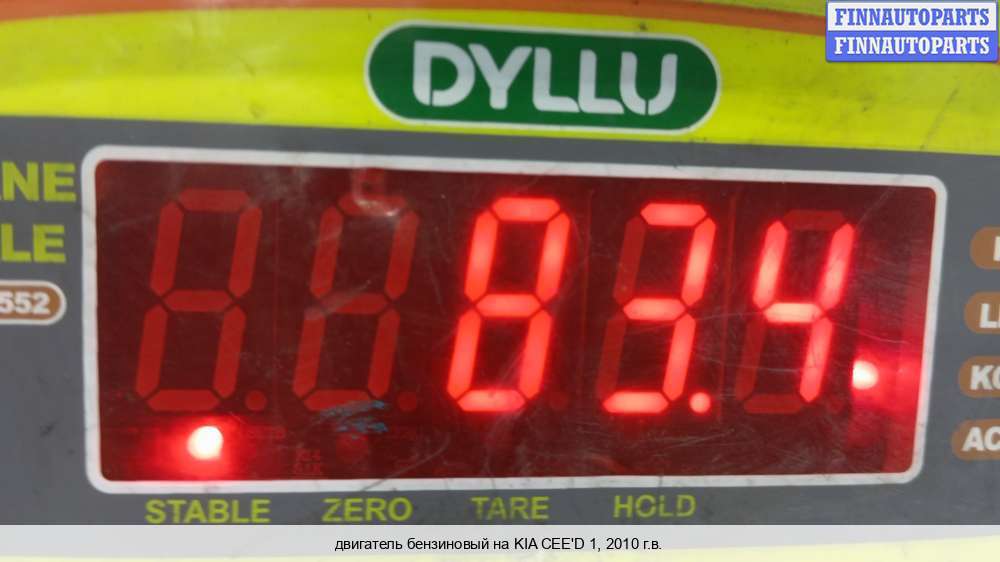 FINNAUTOPARTS
FINNAUTOPARTS
DYLLU
NE
LE
552
83.4
KG
AC
STABLE ZERO TARE HOLD
двигатель бензиновый на KIA CEE'D 1, 2010 г.в.